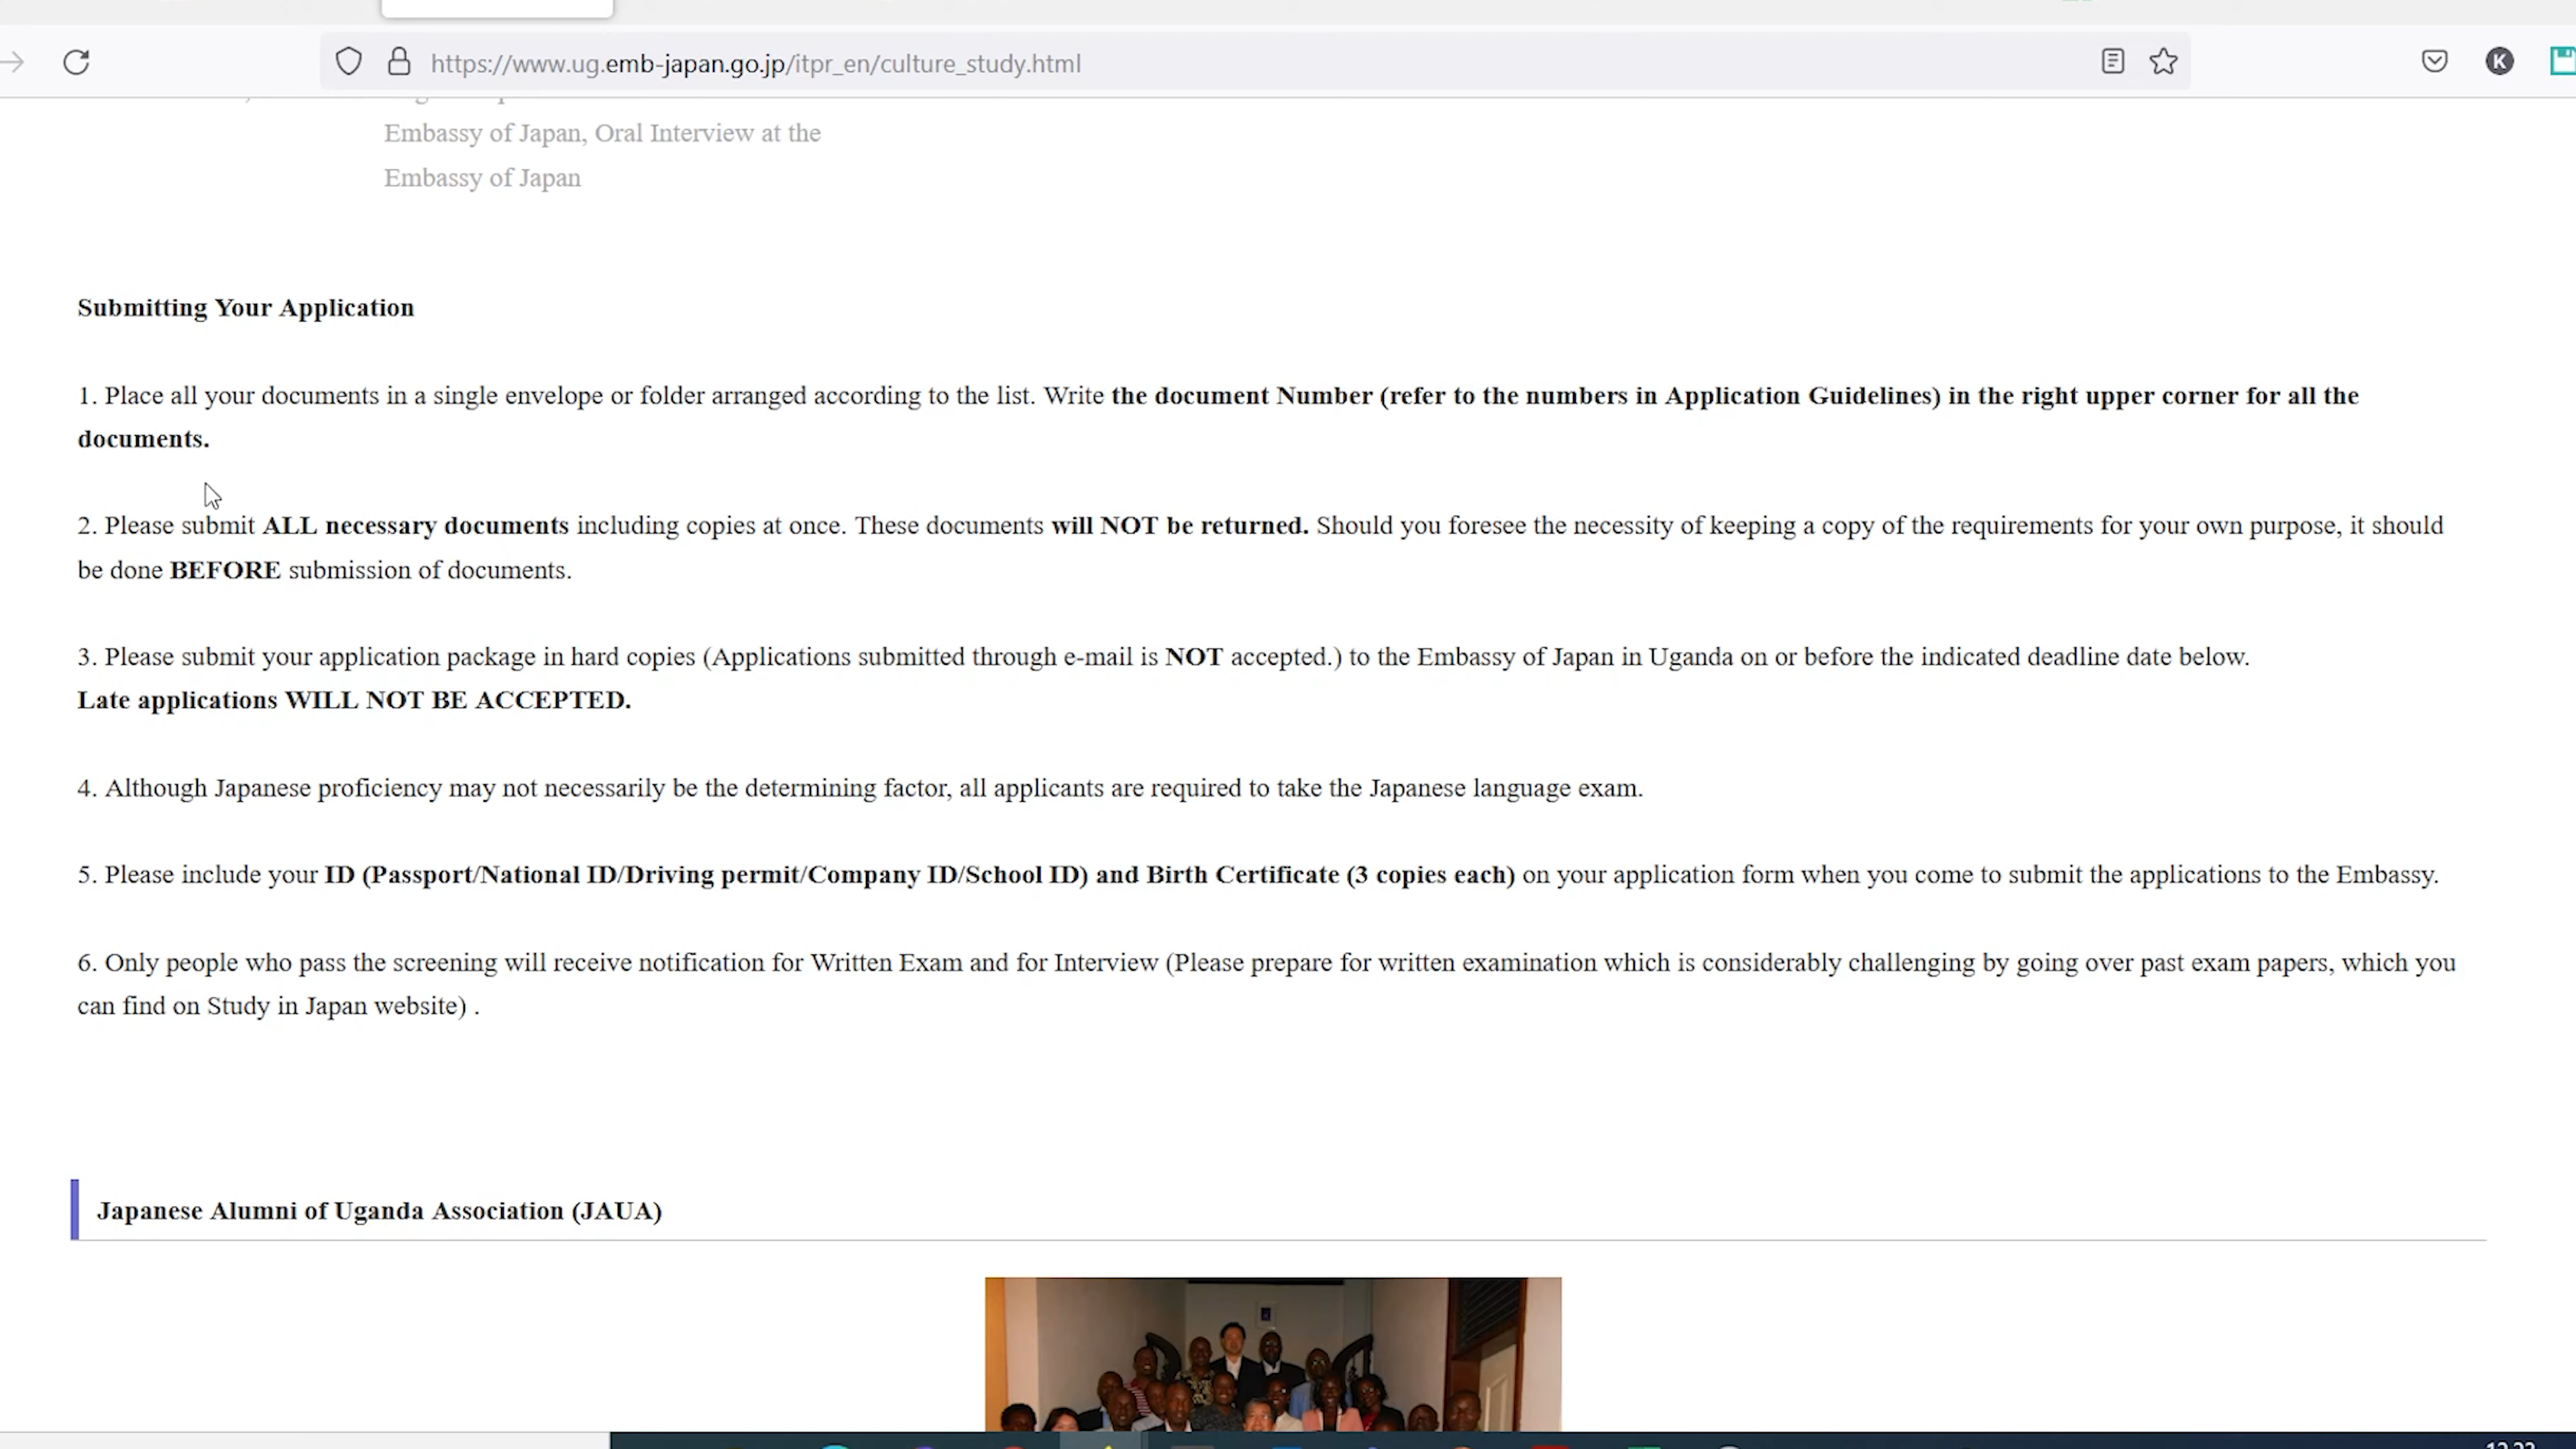 https://www.ug.emb-japan.go.jp/itpr_en/culture_study.html
K
Embassy of Japan, Oral Interview at the
Embassy of Japan
Submitting Your Application
1. Place all your documents in a single envelope or folder arranged according to the list. Write the document Number (refer to the numbers in Application Guidelines) in the right upper corner for all the
documents.
2. Please submit ALL necessary documents including copies at once. These documents will NOT be returned. Should you foresee the necessity of keeping a copy of the requirements for your own purpose, it should
be done BEFORE submission of documents.
3. Please submit your application package in hard copies (Applications submitted through e-mail is NOT accepted.) to the Embassy of Japan in Uganda on or before the indicated deadline date below.
Late applications WILL NOT BE ACCEPTED.
4. Although Japanese proficiency may not necessarily be the determining factor, all applicants are required to take the Japanese language exam.
5. Please include your ID (Passport/National ID/Driving permit/Company ID/School ID) and Birth Certificate (3 copies each) on your application form when you come to submit the applications to the Embassy.
6. Only people who pass the screening will receive notification for Written Exam and for Interview (Please prepare for written examination which is considerably challenging by going over past exam papers, which you
can find on Study in Japan website) .
Japanese Alumni of Uganda Association (JAUA)